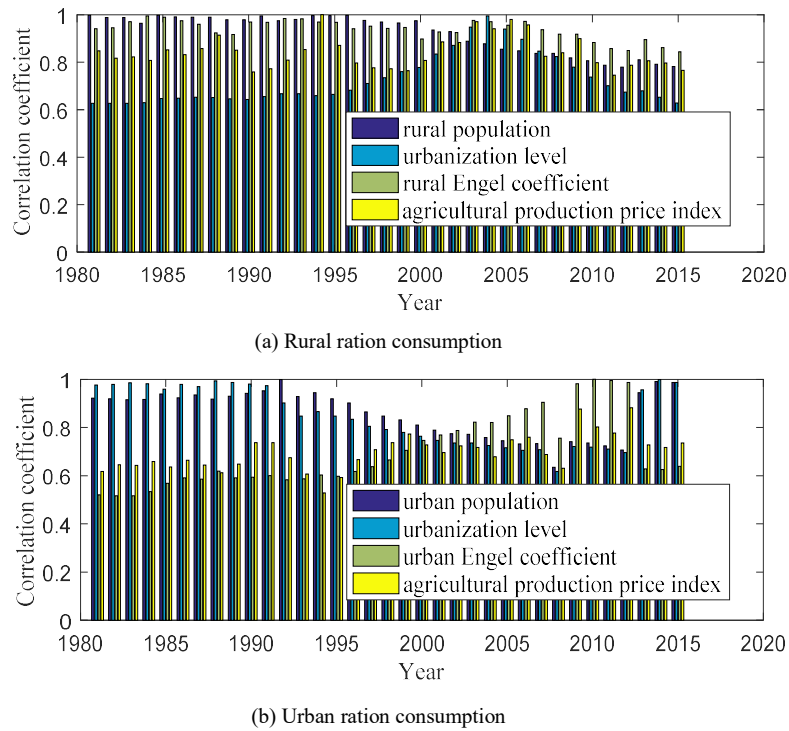 Correlation coefficient
1
0.8
0.6
0.4
0.2
0
rural population
urbanization level
rural Engel coefficient
agricultural production price index
1980 1985 1990 1995 2000 2005 2010 2015 2020
Year
(a) Rural ration consumption
Correlation coefficient
1
0.8
0.6
0.4
0.2
0
urban population
urbanization level
urban Engel coefficient
agricultural production price index
1980 1985 1990 1995 2000 2005 2010 2015 2020
Year
(b) Urban ration consumption